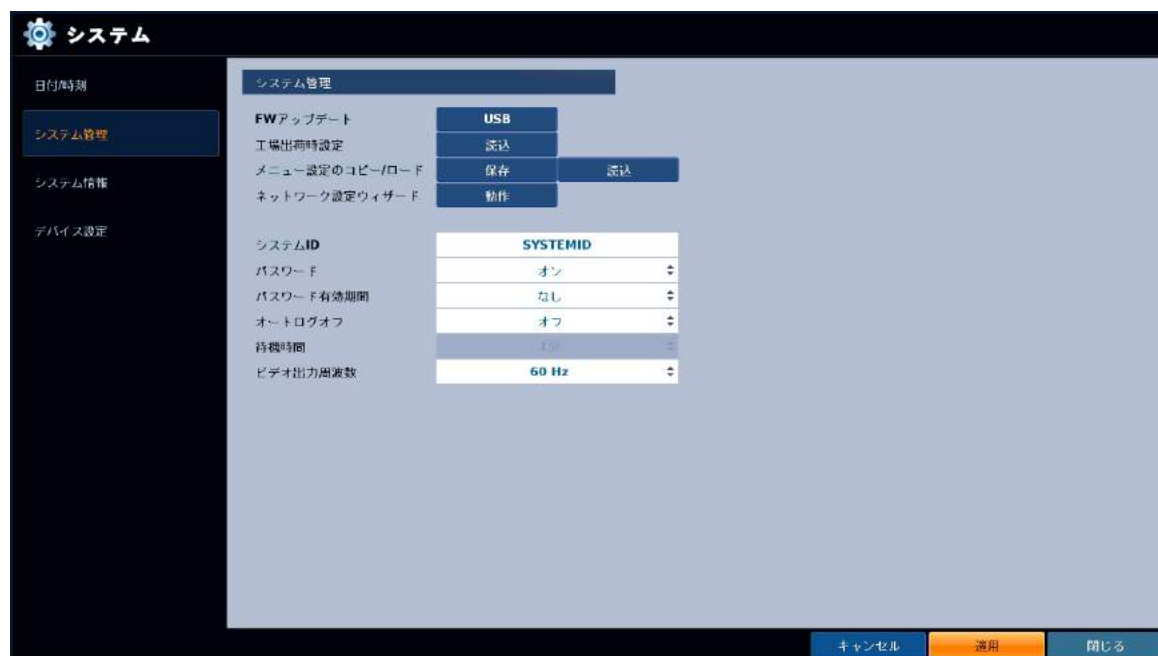 システム
日付/時刻
システム管理
システム情報
デバイス設定
システム管理
FWアップデート USB
工場出荷時設定 読込
メニュー設定のコピー/ロード 保存 読込
ネットワーク設定ウィザード 動作
システムID SYSTEMID
パスワード オン
パスワード有効期間 なし
オートログオフ オフ
待機時間
ビデオ出力周波数 60 Hz
キャンセル 適用 閉じる